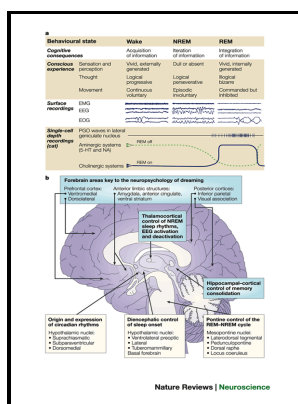 a
Behavioural state Wake NREM REM
Cognitive consequences Acquisition of information Iteration of information Integration of information
Conscious experience Sensation and perception Vivid, externally generated Dull or absent Vivid, internally generated
Thought Logical progressive Logical perseverative Illogical bizarre
Movement Continuous voluntary Episodic involuntary Commanded but inhibited
Surface recordings EMG
EEG
EOG
Single-cell depth recordings (cat) PGO waves in lateral geniculate nucleus
Aminergic systems (5-HT and NA) REM off
Cholinergic systems REM on
b
Forebrain areas key to the neuropsychology of dreaming
Prefrontal cortex:
• Ventromedial
• Dorsolateral
Anterior limbic structures:
• Amygdala, anterior cingulate, ventral striatum
Posterior cortices:
• Inferior parietal
• Visual association
Thalamocortical
control of NREM
sleep rhythms,
EEG activation
and deactivation
Hippocampal–cortical
control of memory
consolidation
Origin and expression
of circadian rhythms
Hypothalamic nuclei:
• Suprachiasmatic
• Subparaventricular
• Dorsomedial
Diencephalic control
of sleep onset
Hypothalamic nuclei:
• Ventrolateral preoptic
• Lateral
• Tuberomammillary
Basal forebrain
Pontine control of the
REM–NREM cycle
Mesopontine nuclei:
• Laterodorsal tegmental
• Pedunculopontine
• Dorsal raphe
• Locus coeruleus
Nature Reviews | Neuroscience